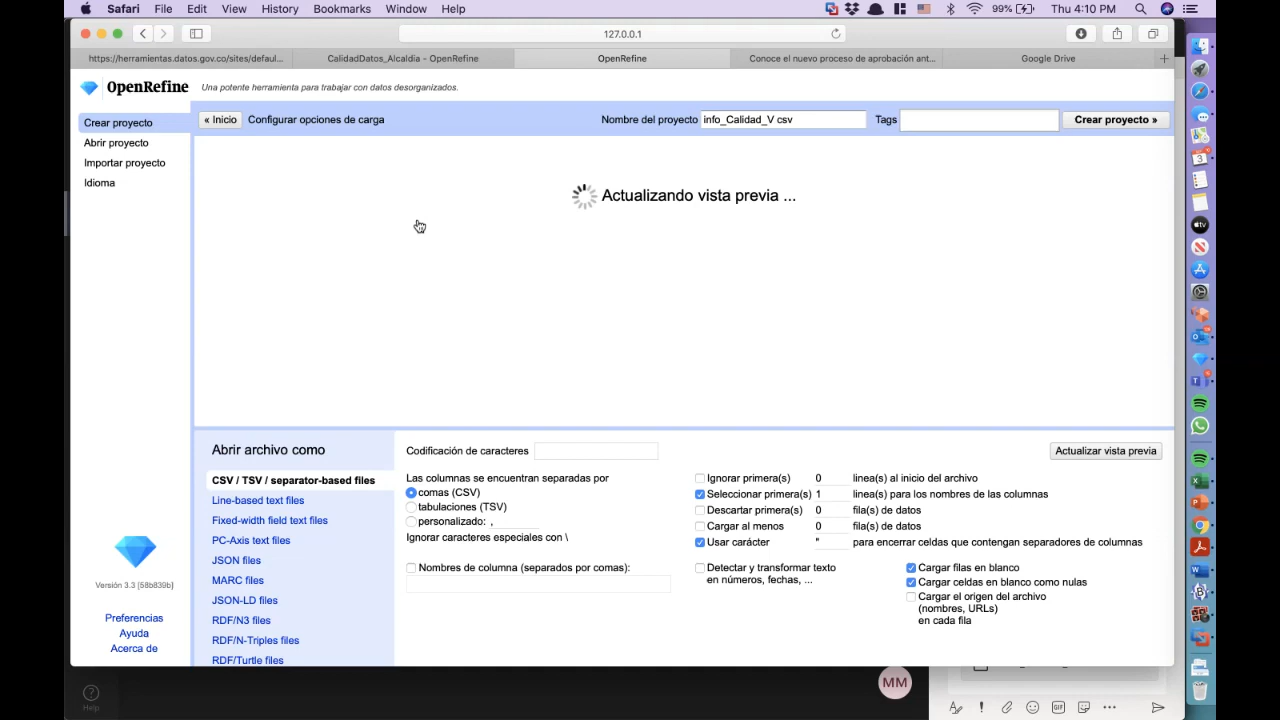 Safari File Edit View History Bookmarks Window Help
99% Thu 4:10 PM
127.0.0.1
https://herramientas.datos.gov.co/sites/defaul...
CalidadDatos_Alcaldia - OpenRefine
OpenRefine
Conoce el nuevo proceso de aprobación ant...
Google Drive
OpenRefine
Una potente herramienta para trabajar con datos desorganizados.
Crear proyecto
Abrir proyecto
Importar proyecto
Idioma
« Inicio Configurar opciones de carga
Nombre del proyecto info_Calidad_V csv
Tags
Crear proyecto »
Actualizando vista previa ...
Abrir archivo como
CSV / TSV / separator-based files
Line-based text files
Fixed-width field text files
PC-Axis text files
JSON files
MARC files
JSON-LD files
RDF/N3 files
RDF/N-Triples files
RDF/Turtle files
Codificación de caracteres
Actualizar vista previa
Las columnas se encuentran separadas por
comas (CSV)
tabulaciones (TSV)
personalizado: ,
Ignorar caracteres especiales con \
Nombres de columna (separados por comas):
Ignorar primera(s) 0 línea(s) al inicio del archivo
Seleccionar primera(s) 1 línea(s) para los nombres de las columnas
Descartar primera(s) 0 fila(s) de datos
Cargar al menos 0 fila(s) de datos
Usar carácter " para encerrar celdas que contengan separadores de columnas
Detectar y transformar texto
en números, fechas, ...
Cargar filas en blanco
Cargar celdas en blanco como nulas
Cargar el origen del archivo
(nombres, URLs)
en cada fila
Versión 3.3 [58b839b]
Preferencias
Ayuda
Acerca de
Help
MM
GIF